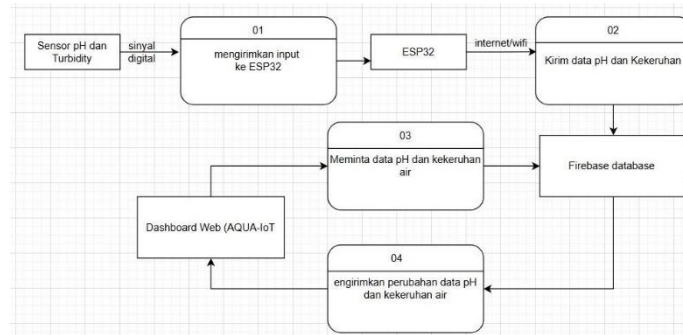 01
Sensor pH dan
Turbidity
sinyal
digital
mengirimkan input
ke ESP32
ESP32
internet/wifi
02
Kirim data pH dan Kekeruhan
03
Meminta data pH dan kekeruhan
air
Firebase database
Dashboard Web (AQUA-IoT
04
engirimkan perubahan data pH
dan kekeruhan air